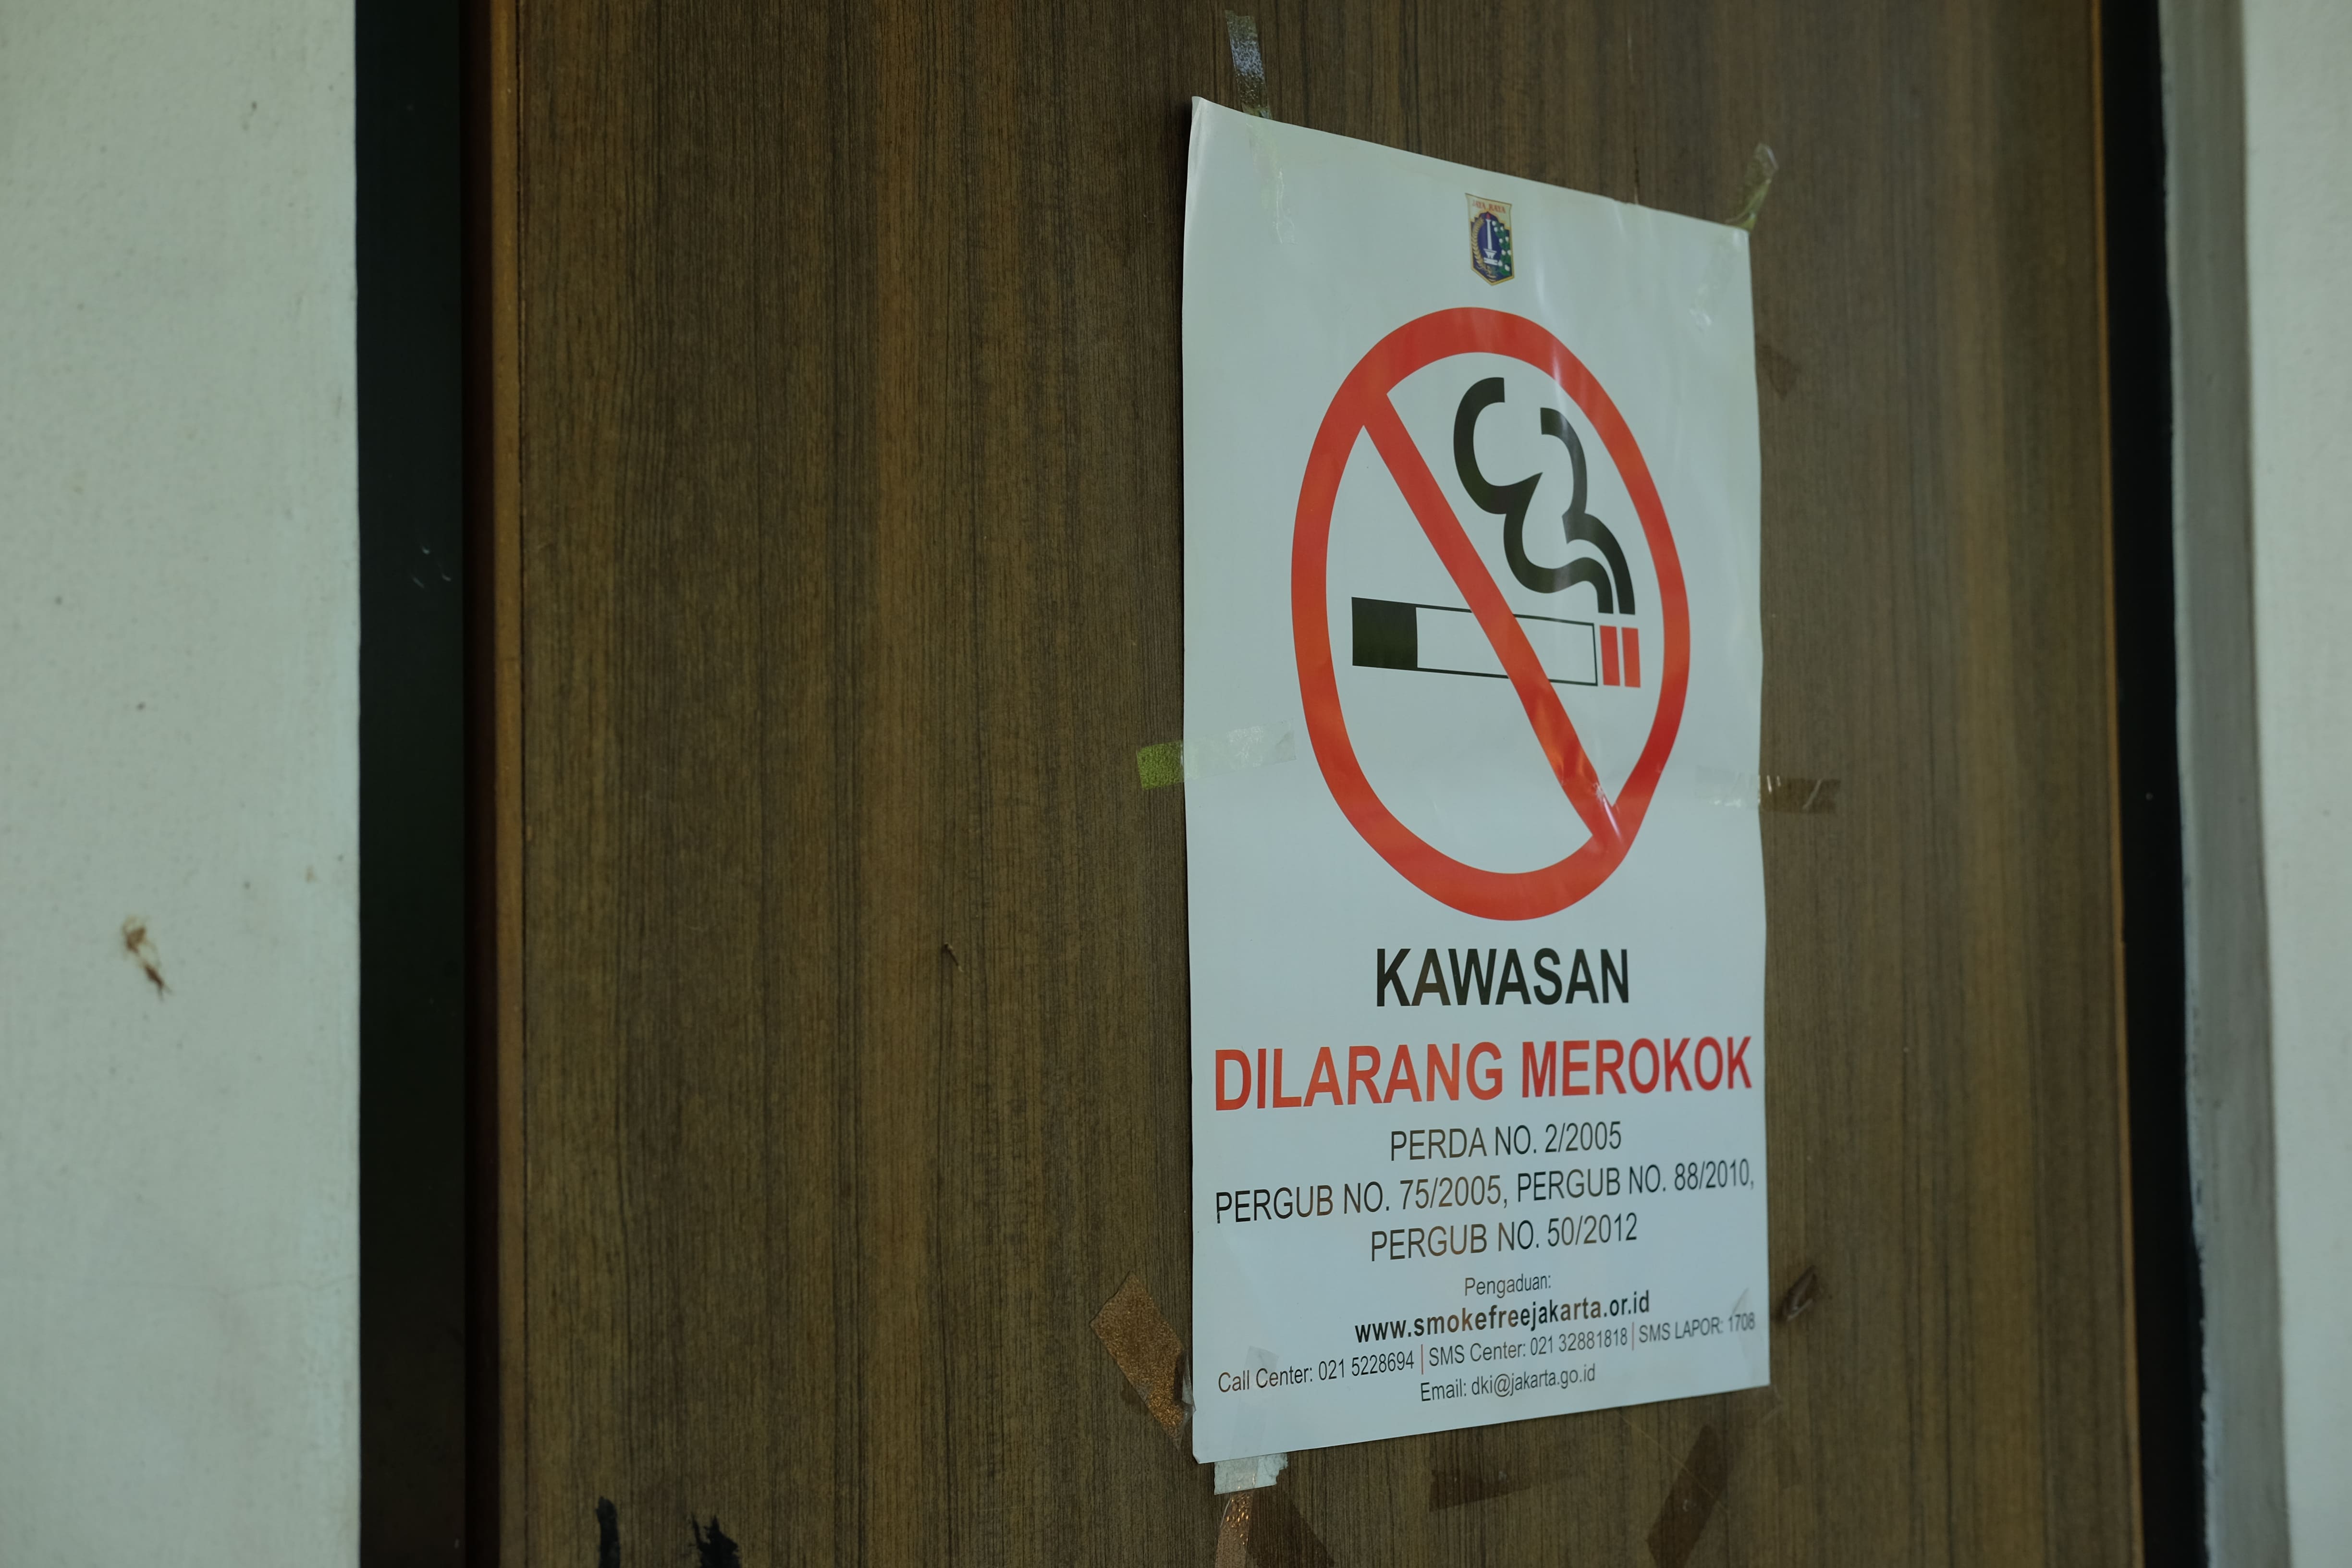 JAYA RAYA
KAWASAN
DILARANG MEROKOK
PERDA NO. 2/2005
PERGUB NO. 75/2005, PERGUB NO. 88/2010,
PERGUB NO. 50/2012
Pengaduan:
www.smokefreejakarta.or.id
Call Center: 021 5228694 | SMS Center: 021 32881818 | SMS LAPOR: 1708
Email: dki@jakarta.go.id